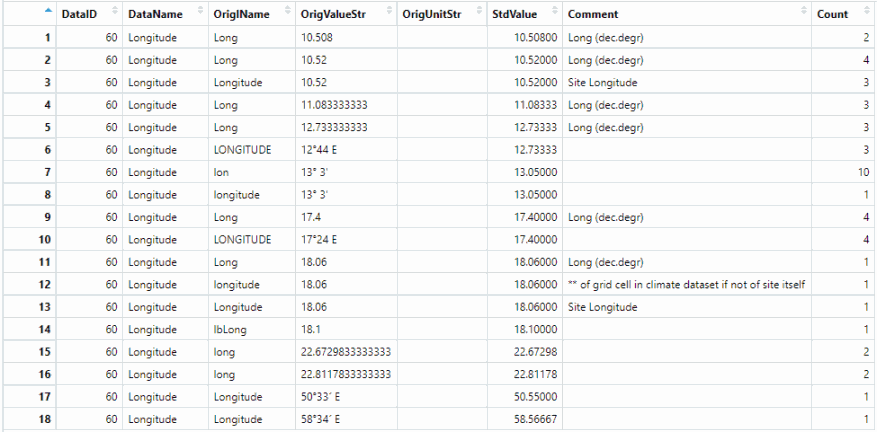 DataID DataName OriglName OrigValueStr OrigUnitStr StdValue Comment Count
1 60 Longitude Long 10.508 10.50800 Long (dec.degr) 2
2 60 Longitude Long 10.52 10.52000 Long (dec.degr) 4
3 60 Longitude Longitude 10.52 10.52000 Site Longitude 3
4 60 Longitude Long 11.083333333 11.08333 Long (dec.degr) 3
5 60 Longitude Long 12.733333333 12.73333 Long (dec.degr) 3
6 60 Longitude LONGITUDE 12°44 E 12.73333 3
7 60 Longitude lon 13° 3' 13.05000 10
8 60 Longitude longitude 13° 3' 13.05000 1
9 60 Longitude Long 17.4 17.40000 Long (dec.degr) 4
10 60 Longitude LONGITUDE 17°24 E 17.40000 4
11 60 Longitude Long 18.06 18.06000 Long (dec.degr) 1
12 60 Longitude longitude 18.06 18.06000 ** of grid cell in climate dataset if not of site itself 1
13 60 Longitude Longitude 18.06 18.06000 Site Longitude 1
14 60 Longitude lbLong 18.1 18.10000 1
15 60 Longitude long 22.6729833333333 22.67298 2
16 60 Longitude long 22.8117833333333 22.81178 2
17 60 Longitude Longitude 50°33´ E 50.55000 1
18 60 Longitude Longitude 58°34´ E 58.56667 1